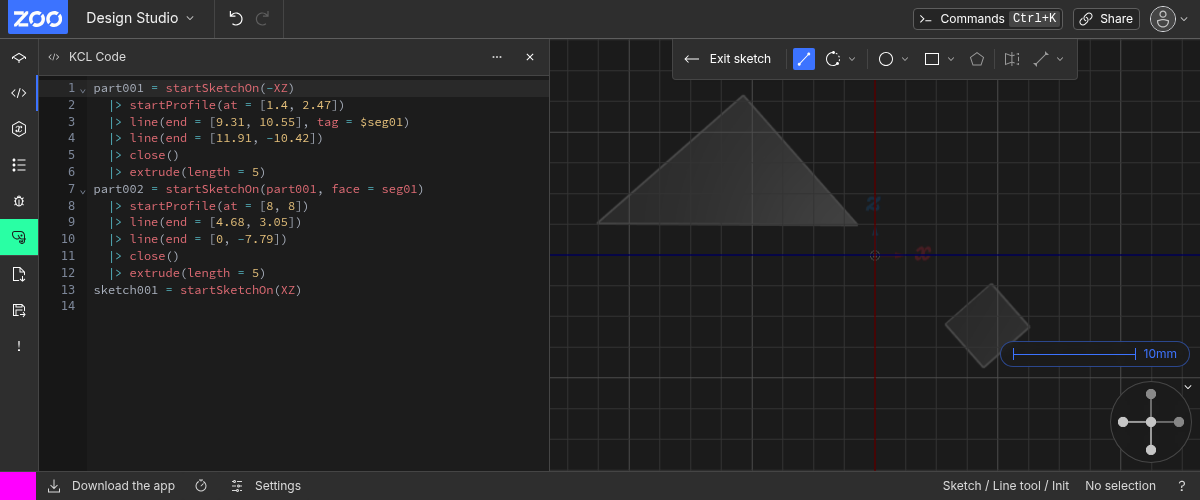 ZOO Design Studio Commands Ctrl+K Share
KCL Code
Exit sketch
1 part001 = startSketchOn(-XZ)
2 |> startProfile(at = [1.4, 2.47])
3 |> line(end = [9.31, 10.55], tag = $seg01)
4 |> line(end = [11.91, -10.42])
5 |> close()
6 |> extrude(length = 5)
7 part002 = startSketchOn(part001, face = seg01)
8 |> startProfile(at = [8, 8])
9 |> line(end = [4.68, 3.05])
10 |> line(end = [0, -7.79])
11 |> close()
12 |> extrude(length = 5)
13 sketch001 = startSketchOn(XZ)
14
10mm
Download the app Settings Sketch / Line tool / Init No selection ?